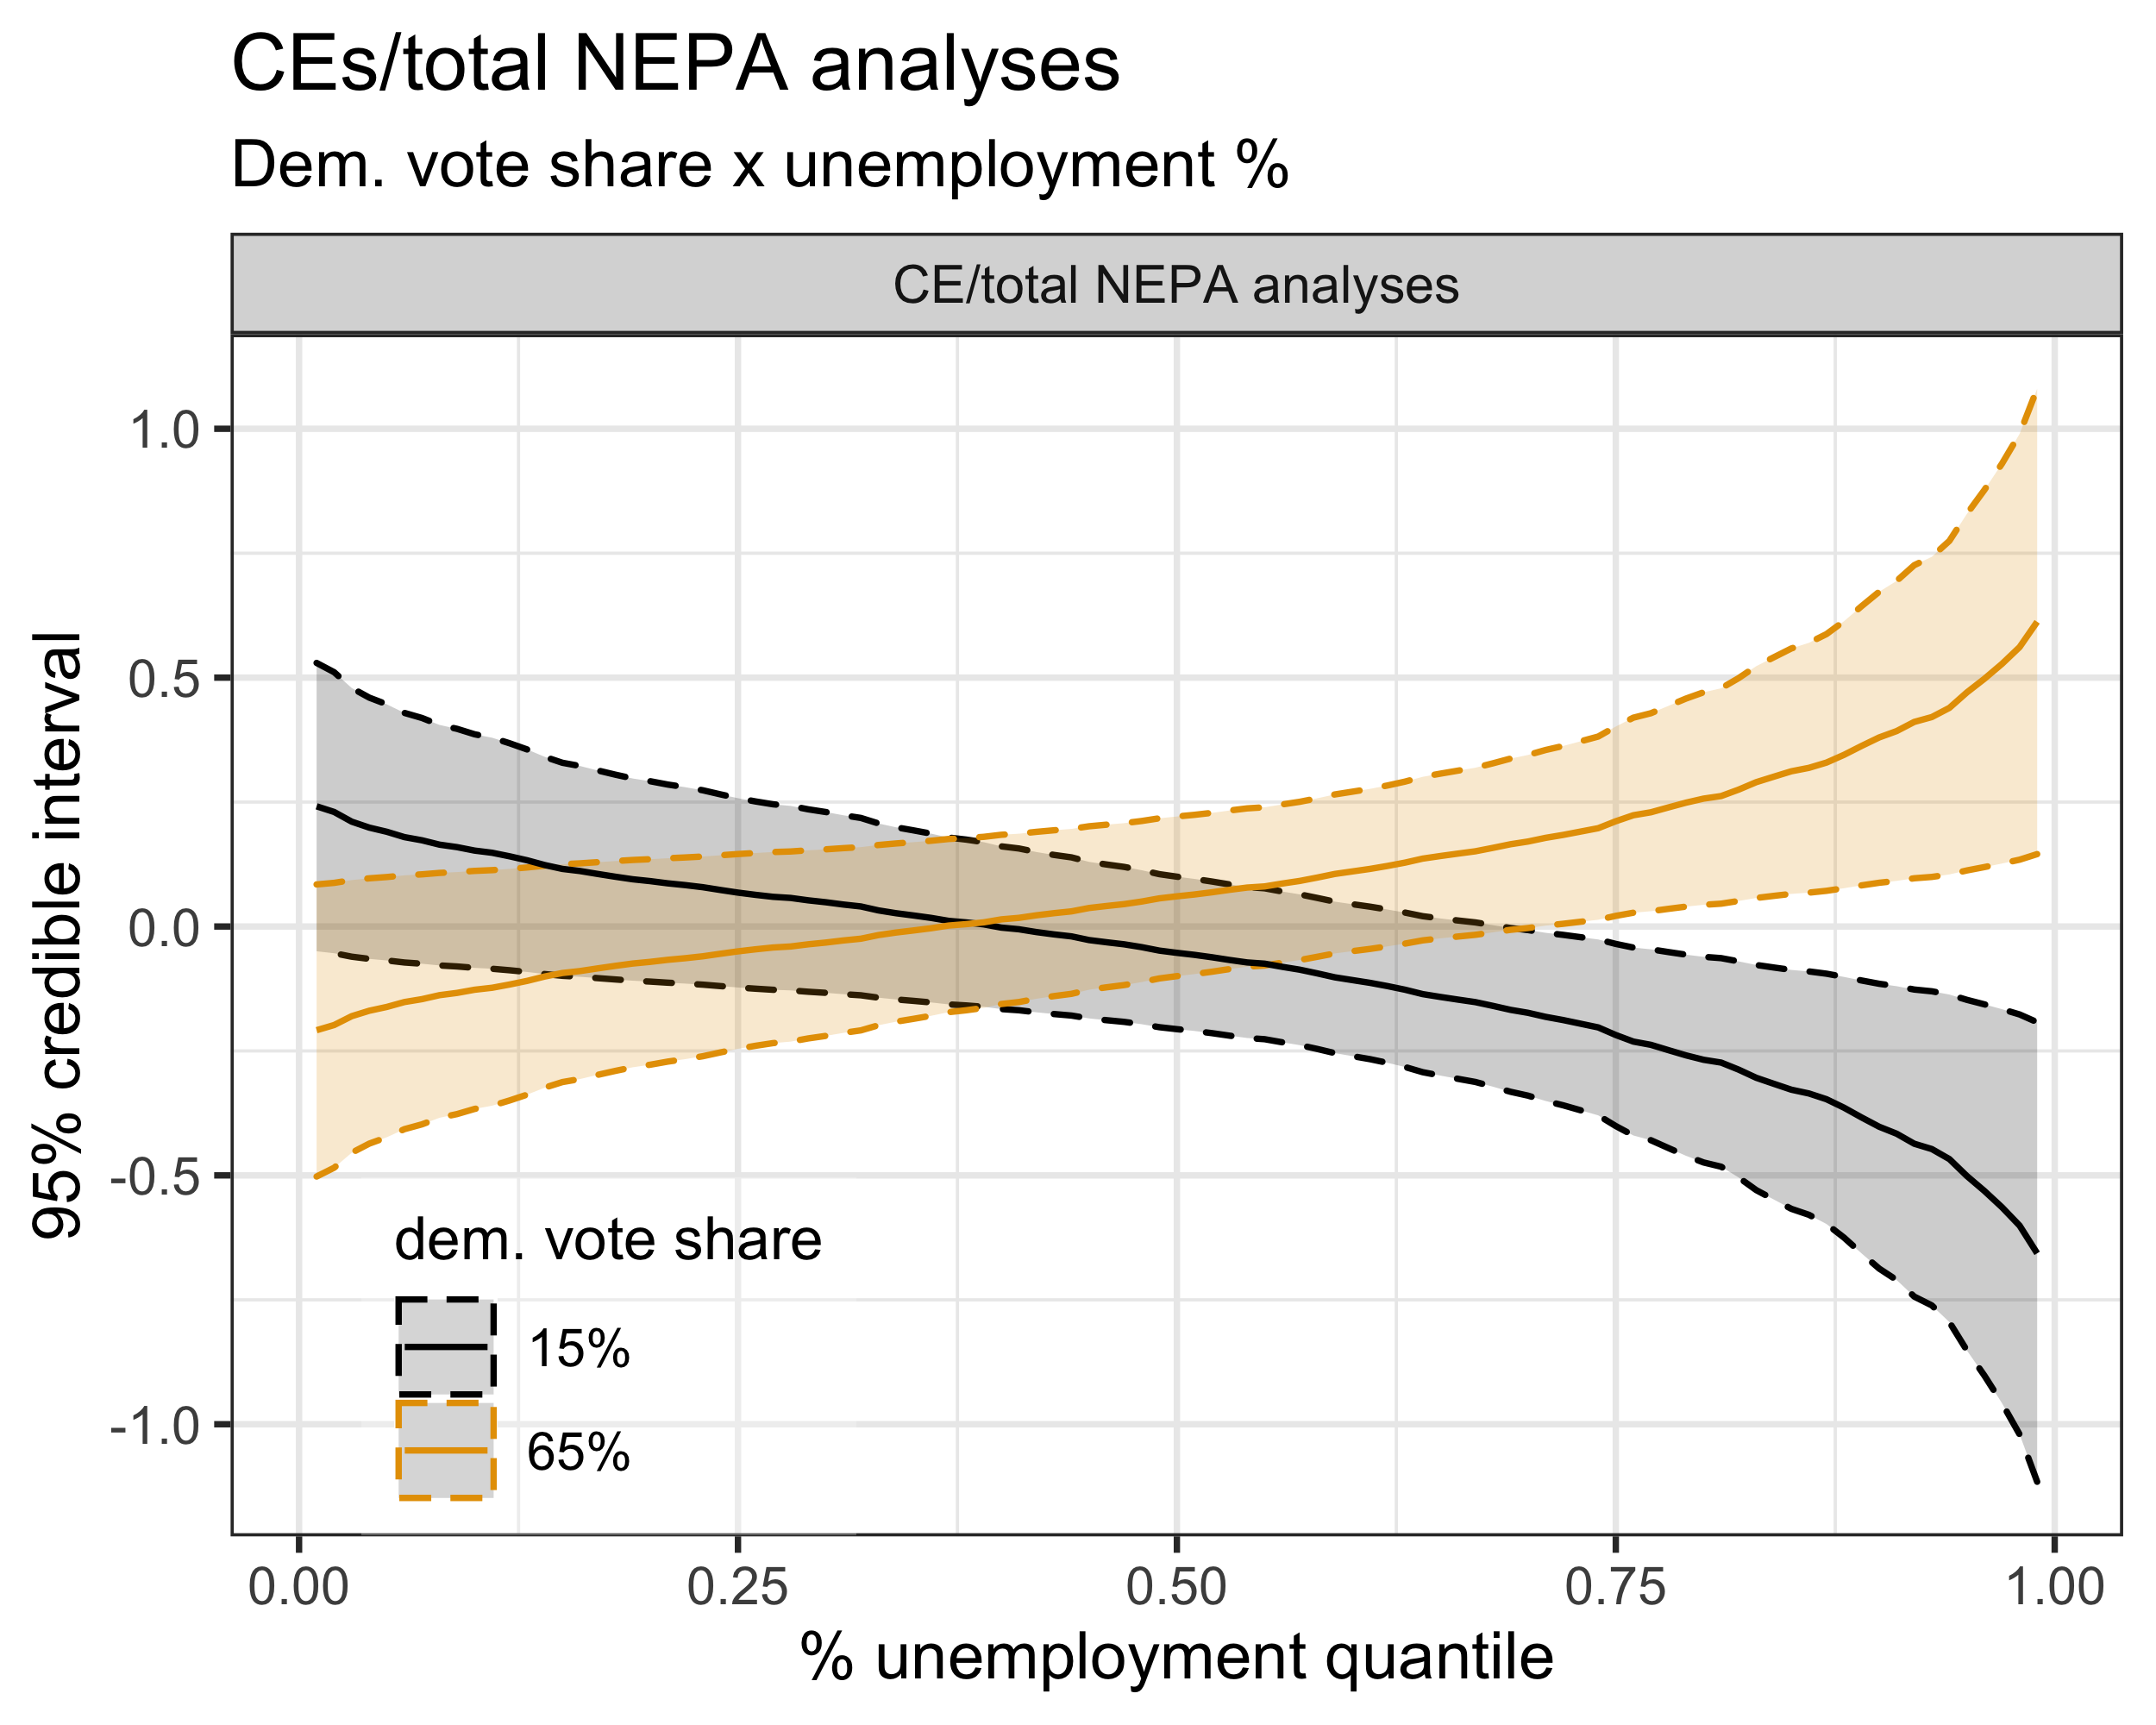 CEs/total NEPA analyses
Dem. vote share x unemployment %
CE/total NEPA analyses
95% credible interval
1.0
0.5
0.0
-0.5
-1.0
dem. vote share
15%
65%
0.00 0.25 0.50 0.75 1.00
% unemployment quantile